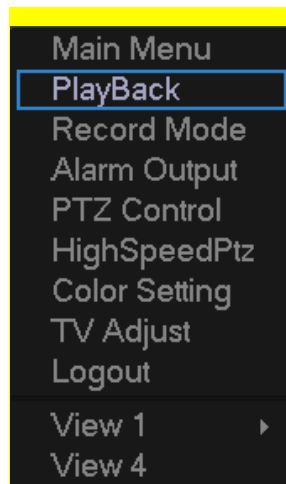 Main Menu
PlayBack
Record Mode
Alarm Output
PTZ Control
HighSpeedPtz
Color Setting
TV Adjust
Logout
View 1
View 4